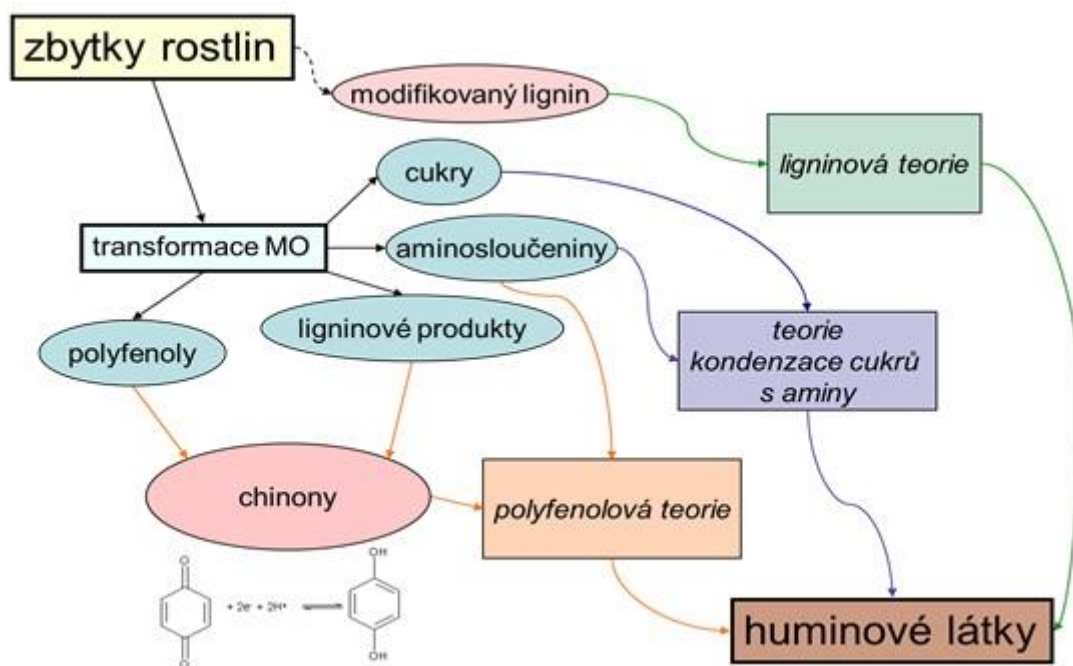 zbytky rostlin
modifikovaný lignin
ligninová teorie
cukry
transformace MO
aminosloučeniny
ligninové produkty
polyfenoly
teorie
kondenzace cukrů
s aminy
chinony
polyfenolová teorie
O
O
+ 2e⁻ + 2H⁺
OH
OH
huminové látky